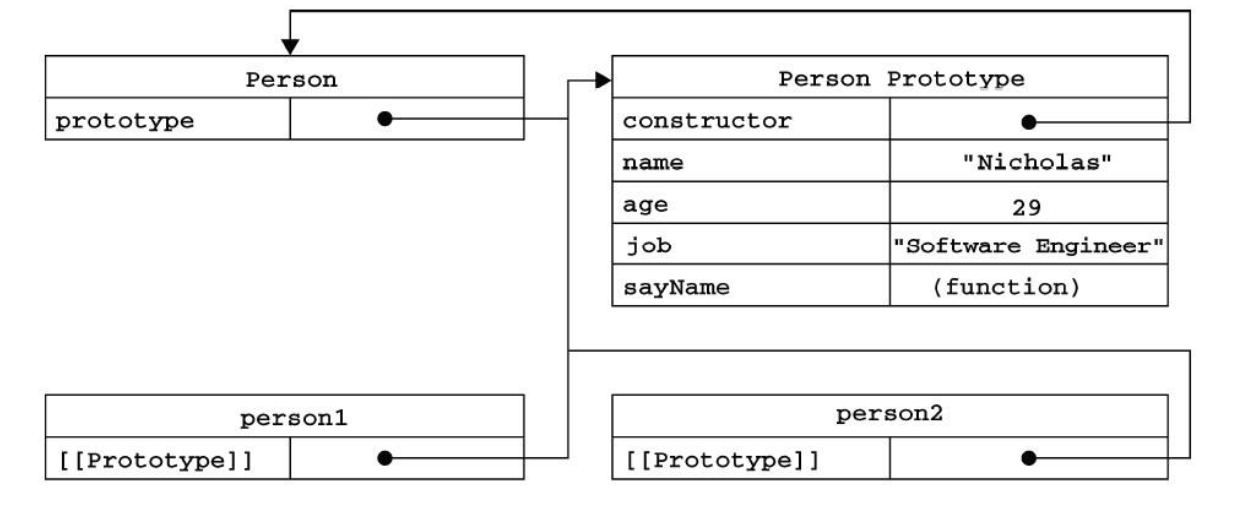 Person
prototype
Person Prototype
constructor
name "Nicholas"
age 29
job "Software Engineer"
sayName (function)
person1
[[Prototype]]
person2
[[Prototype]]